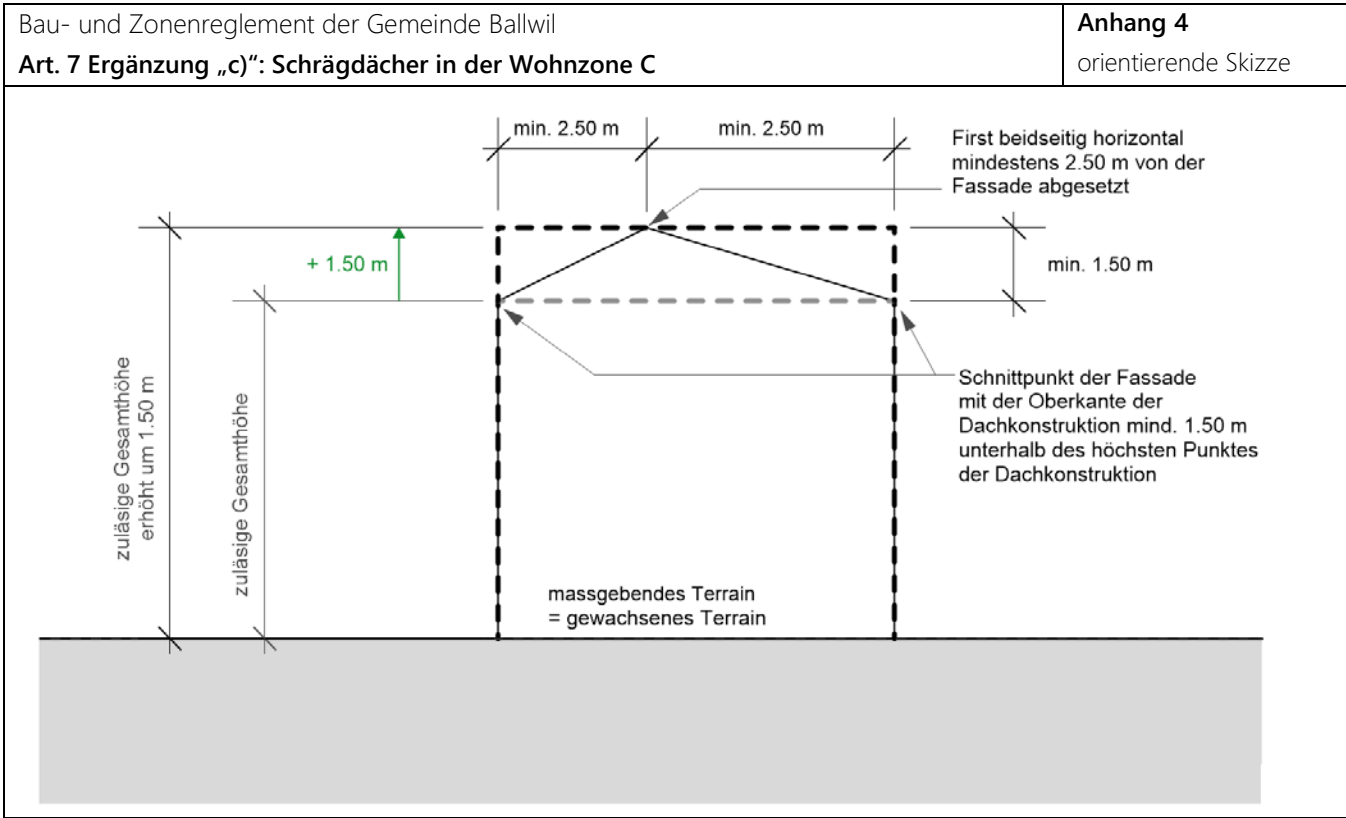 Bau- und Zonenreglement der Gemeinde Ballwil
Art. 7 Ergänzung „c)“: Schrägdächer in der Wohnzone C
Anhang 4
orientierende Skizze
min. 2.50 m
min. 2.50 m
First beidseitig horizontal
mindestens 2.50 m von der
Fassade abgesetzt
+ 1.50 m
min. 1.50 m
zuläsige Gesamthöhe
erhöht um 1.50 m
zuläsige Gesamthöhe
Schnittpunkt der Fassade
mit der Oberkante der
Dachkonstruktion mind. 1.50 m
unterhalb des höchsten Punktes
der Dachkonstruktion
massgebendes Terrain
= gewachsenes Terrain